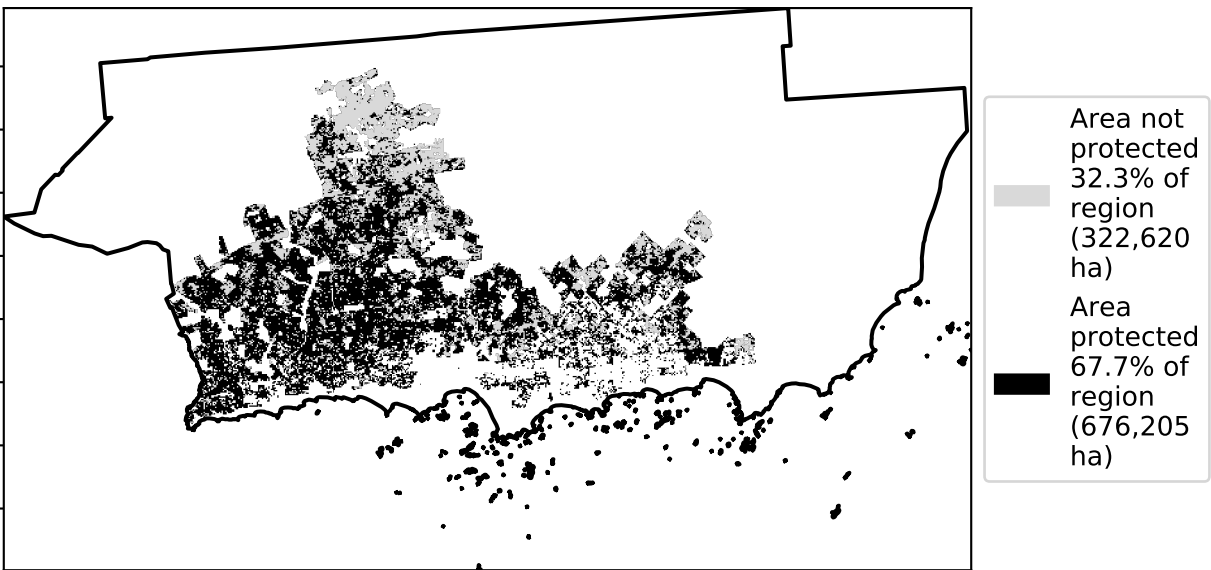 Area not
protected
32.3% of
region
(322,620
ha)
Area
protected
67.7% of
region
(676,205
ha)